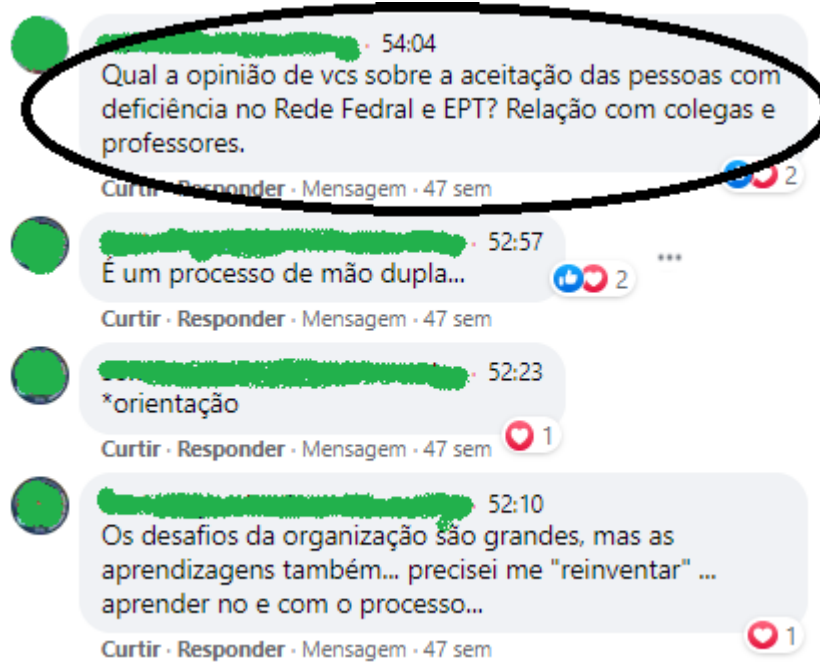 · 54:04
Qual a opinião de vcs sobre a aceitação das pessoas com
deficiência no Rede Fedral e EPT? Relação com colegas e
professores.
2
Curtir · Responder · Mensagem · 47 sem
· 52:57
É um processo de mão dupla...
2
Curtir · Responder · Mensagem · 47 sem
· 52:23
*orientação
1
Curtir · Responder · Mensagem · 47 sem
· 52:10
Os desafios da organização são grandes, mas as
aprendizagens também... precisei me "reinventar" ...
aprender no e com o processo...
1
Curtir · Responder · Mensagem · 47 sem